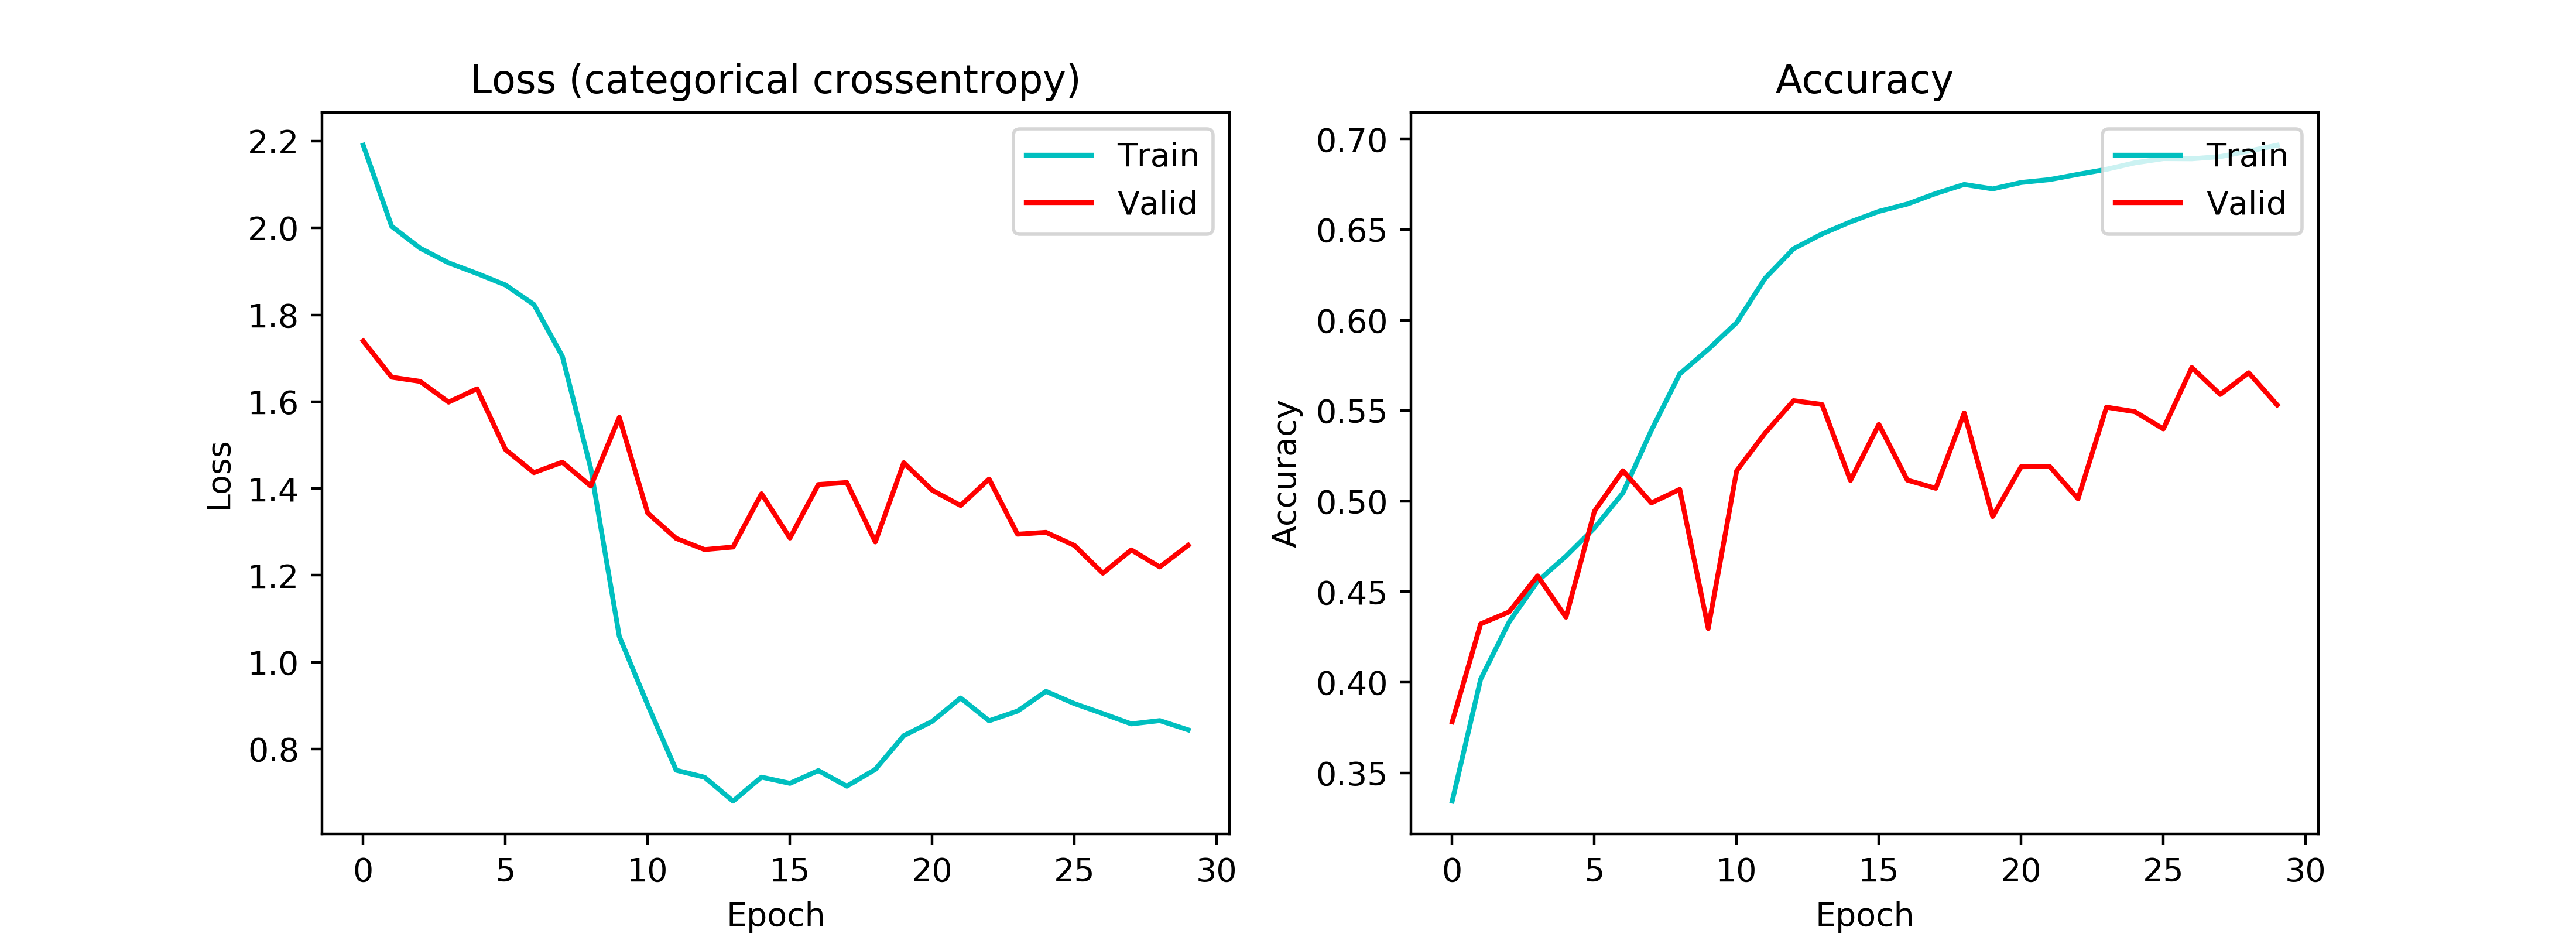 Loss (categorical crossentropy)
2.2
2.0
1.8
1.6
1.4
1.2
1.0
0.8
Loss
Train
Valid
0 5 10 15 20 25 30
Epoch
Accuracy
0.70
0.65
0.60
0.55
0.50
0.45
0.40
0.35
Accuracy
Train
Valid
0 5 10 15 20 25 30
Epoch